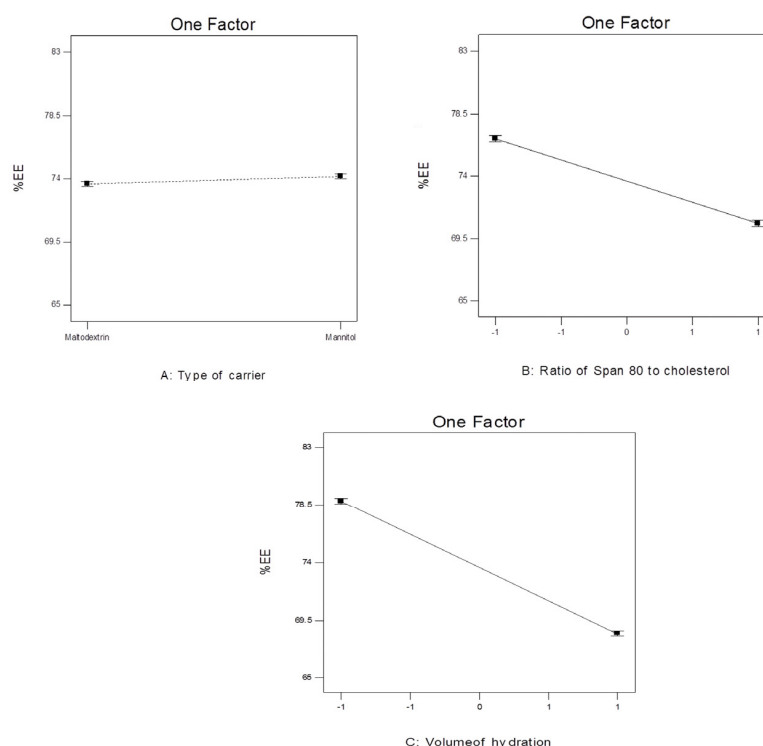 One Factor
83
78.5
74
69.5
65
%EE
Maltodextrin Mannitol
A: Type of carrier
One Factor
83
78.5
74
69.5
65
%EE
-1 -1 0 1 1
B: Ratio of Span 80 to cholesterol
One Factor
83
78.5
74
69.5
65
%EE
-1 -1 0 1 1
C: Volumeof hydration